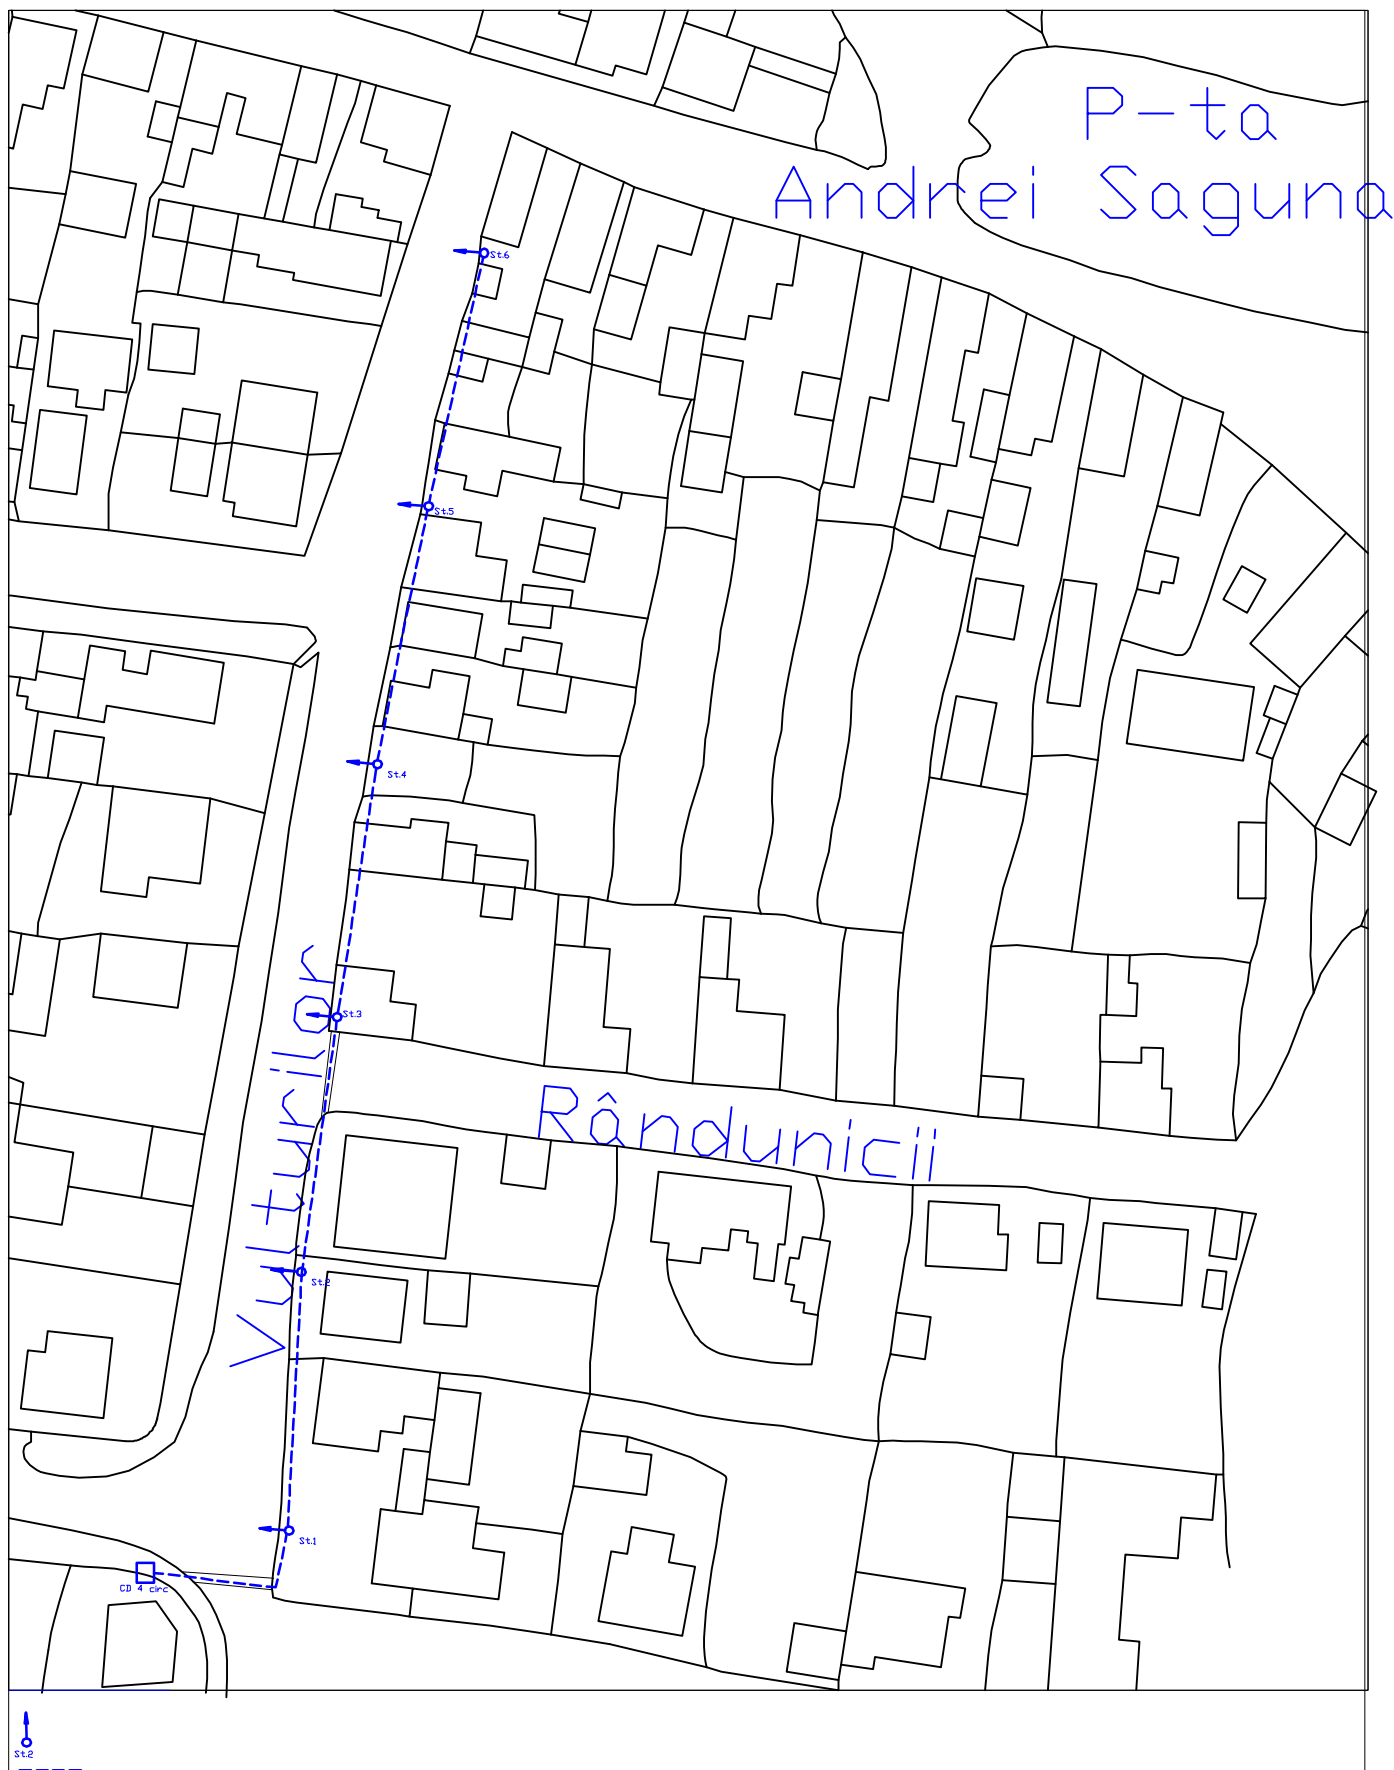 P-ta
Andrei Saguna
St.6
St.5
St.4
St.3
Vulturilor
Rândunicii
St.2
St.1
CD 4 circ
St.2